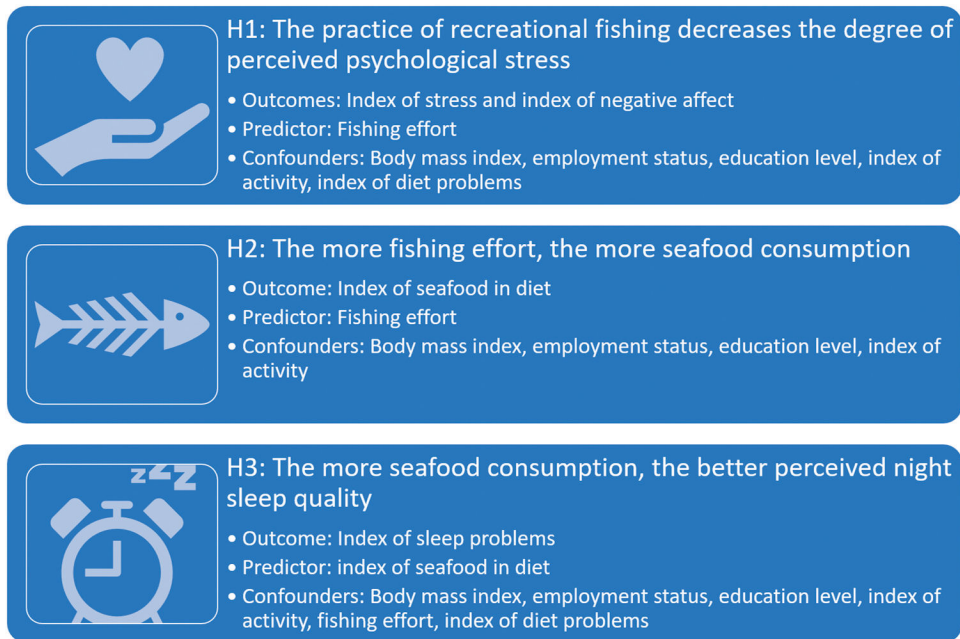 H1: The practice of recreational fishing decreases the degree of
perceived psychological stress
• Outcomes: Index of stress and index of negative affect
• Predictor: Fishing effort
• Confounders: Body mass index, employment status, education level, index of
activity, index of diet problems
H2: The more fishing effort, the more seafood consumption
• Outcome: Index of seafood in diet
• Predictor: Fishing effort
• Confounders: Body mass index, employment status, education level, index of
activity
zzz
H3: The more seafood consumption, the better perceived night
sleep quality
• Outcome: Index of sleep problems
• Predictor: index of seafood in diet
• Confounders: Body mass index, employment status, education level, index of
activity, fishing effort, index of diet problems